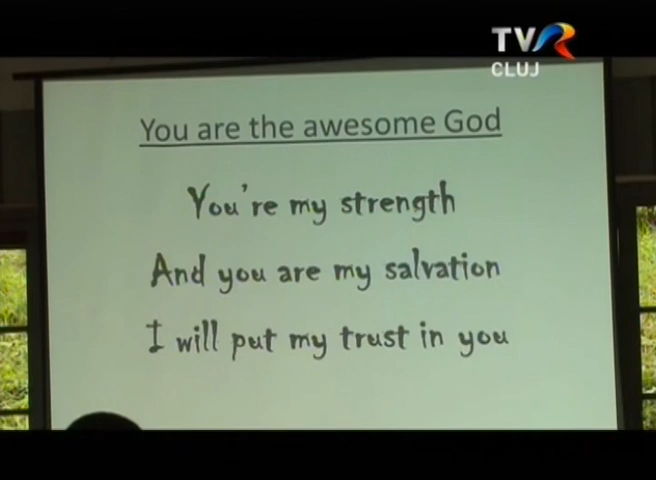 TVR
CLUJ
You are the awesome God
You're my strength
And you are my salvation
I will put my trust in you